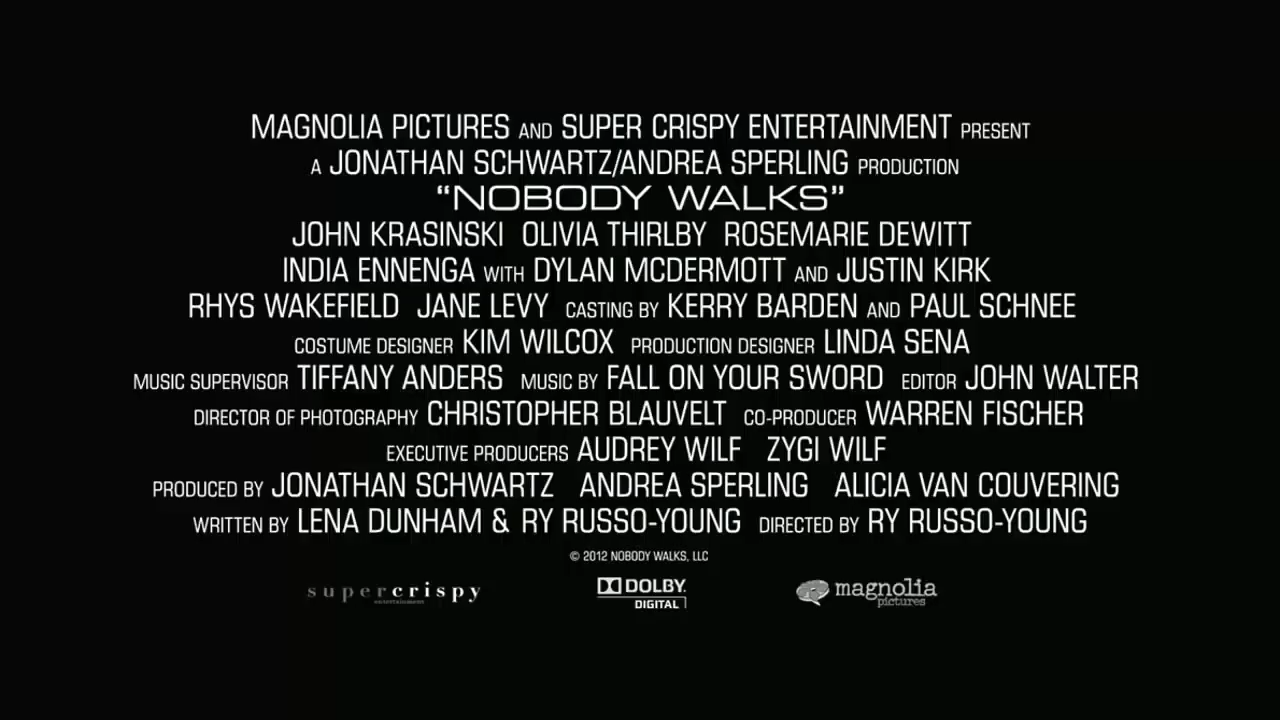 MAGNOLIA PICTURES AND SUPER CRISPY ENTERTAINMENT PRESENT
A JONATHAN SCHWARTZ/ANDREA SPERLING PRODUCTION
“NOBODY WALKS”
JOHN KRASINSKI OLIVIA THIRLBY ROSEMARIE DEWITT
INDIA ENNENGA WITH DYLAN MCDERMOTT AND JUSTIN KIRK
RHYS WAKEFIELD JANE LEVY CASTING BY KERRY BARDEN AND PAUL SCHNEE
COSTUME DESIGNER KIM WILCOX PRODUCTION DESIGNER LINDA SENA
MUSIC SUPERVISOR TIFFANY ANDERS MUSIC BY FALL ON YOUR SWORD EDITOR JOHN WALTER
DIRECTOR OF PHOTOGRAPHY CHRISTOPHER BLAUVELT CO-PRODUCER WARREN FISCHER
EXECUTIVE PRODUCERS AUDREY WILF ZYGI WILF
PRODUCED BY JONATHAN SCHWARTZ ANDREA SPERLING ALICIA VAN COUVERING
WRITTEN BY LENA DUNHAM & RY RUSSO-YOUNG DIRECTED BY RY RUSSO-YOUNG
© 2012 NOBODY WALKS, LLC
supercrispy
entertainment
DOLBY
DIGITAL
magnolia
pictures